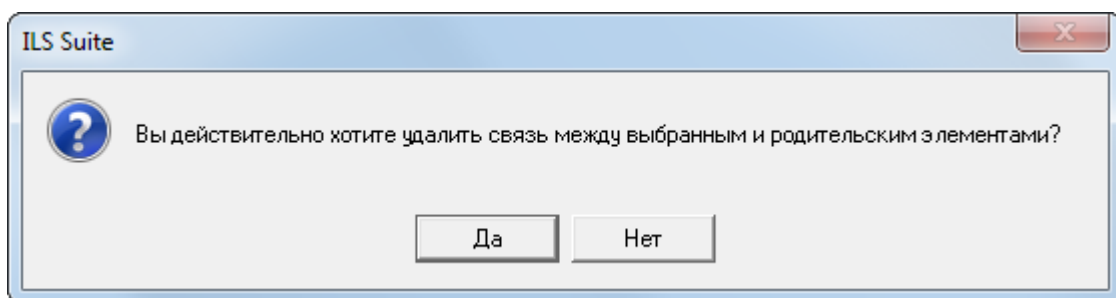 ILS Suite
Вы действительно хотите удалить связь между выбранным и родительским элементами?
Да
Нет